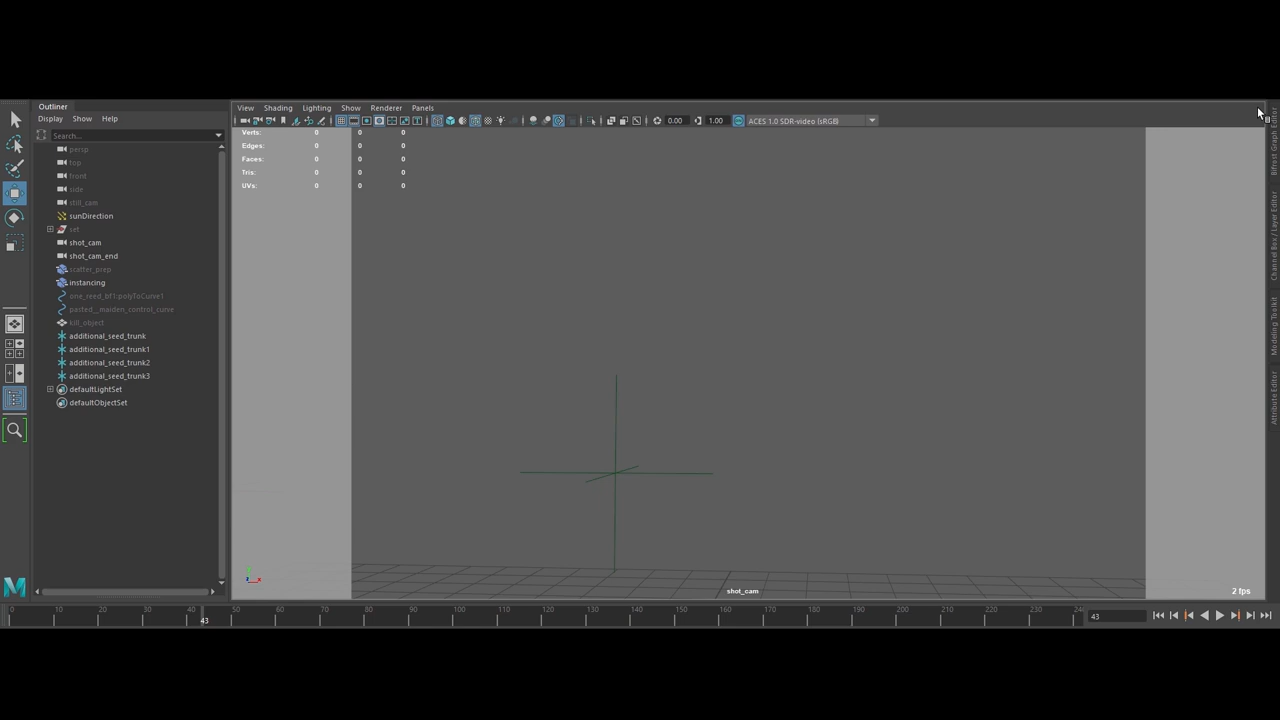 Outliner
Display Show Help
Search...
persp
top
front
side
still_cam
sunDirection
set
shot_cam
shot_cam_end
scatter_prep
instancing
one_reed_bf1:polyToCurve1
pasted__maiden_control_curve
kill_object
additional_seed_trunk
additional_seed_trunk1
additional_seed_trunk2
additional_seed_trunk3
defaultLightSet
defaultObjectSet
View Shading Lighting Show Renderer Panels
0.00 1.00 ACES 1.0 SDR-video (sRGB)
Verts: 0 0 0
Edges: 0 0 0
Faces: 0 0 0
Tris: 0 0 0
UVs: 0 0 0
shot_cam
2 fps
Bifrost Graph Editor
Channel Box / Layer Editor
Modeling Toolkit
Attribute Editor
0 10 20 30 40 50 60 70 80 90 100 110 120 130 140 150 160 170 180 190 200 210 220 230 24
43
43